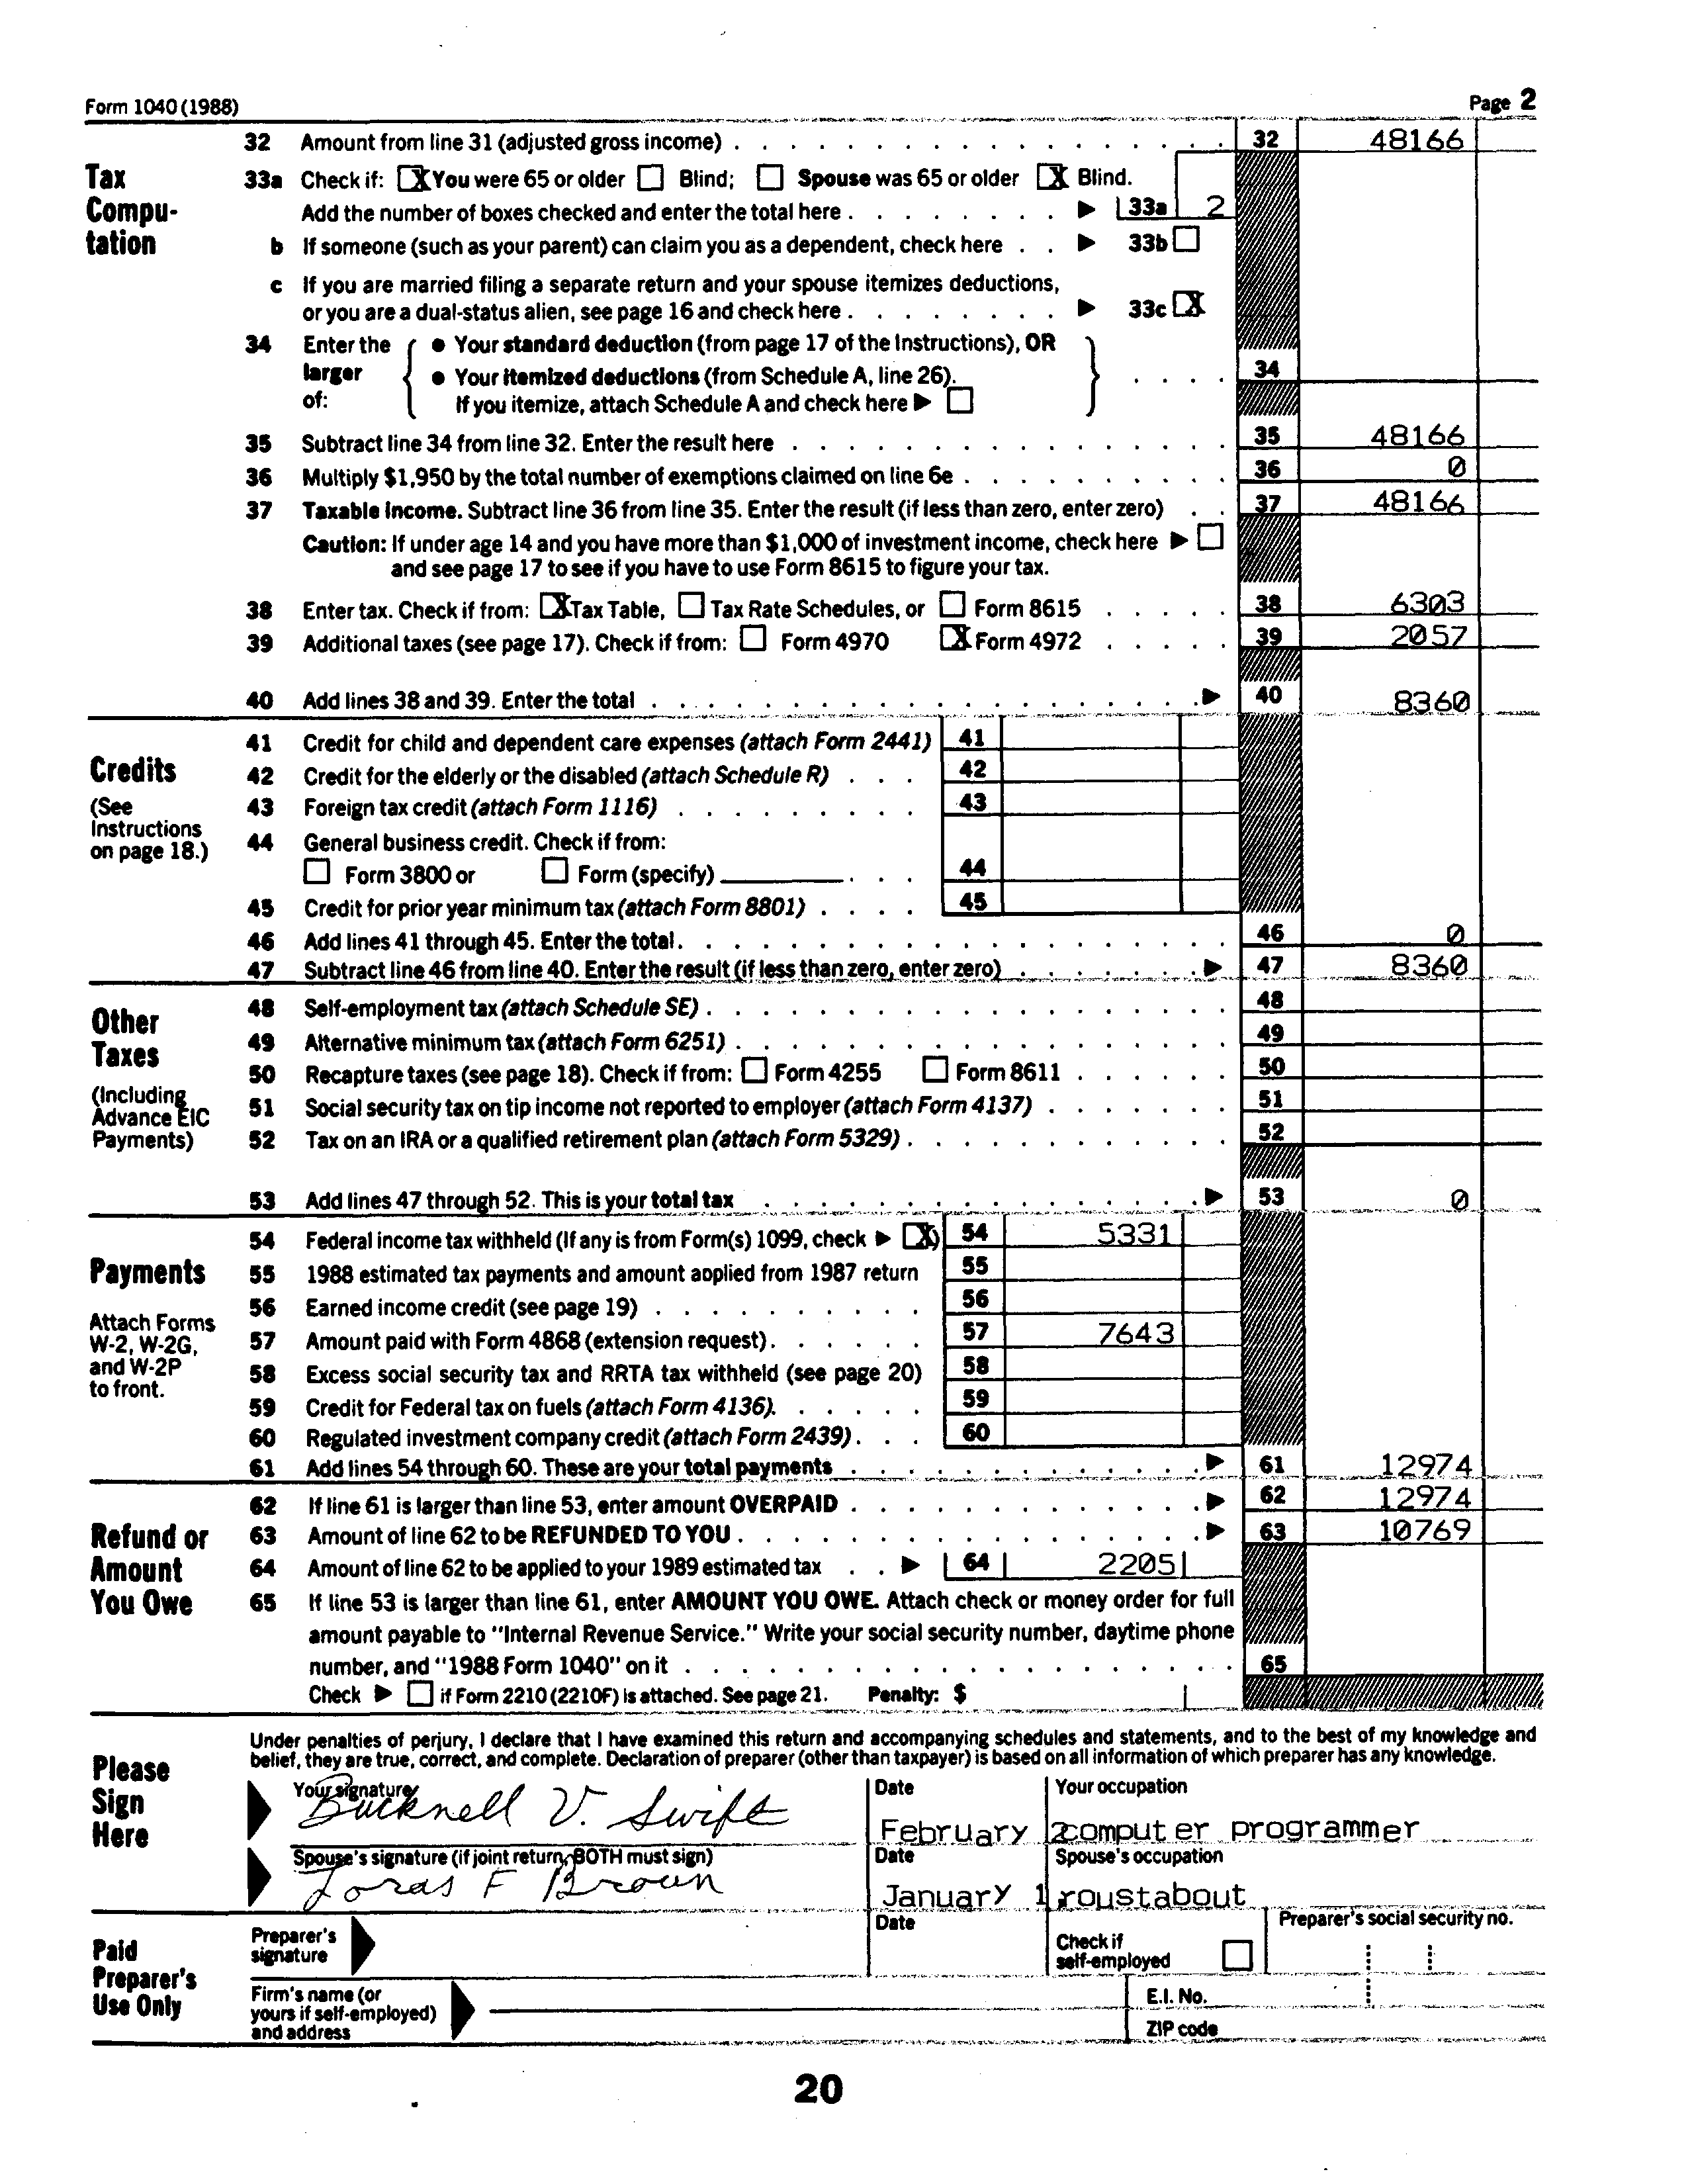 Form 1040 (1988) Page 2
32 Amount from line 31 (adjusted gross income) 32 48166
Tax Compu- tation
33a Check if: X You were 65 or older Blind; Spouse was 65 or older X Blind.
Add the number of boxes checked and enter the total here ▶ 33a 2
b If someone (such as your parent) can claim you as a dependent, check here ▶ 33b
c If you are married filing a separate return and your spouse itemizes deductions,
or you are a dual-status alien, see page 16 and check here ▶ 33c X
34 Enter the larger of: { ● Your standard deduction (from page 17 of the Instructions), OR
● Your itemized deductions (from Schedule A, line 26). } 34
If you itemize, attach Schedule A and check here ▶
35 Subtract line 34 from line 32. Enter the result here 35 48166
36 Multiply $1,950 by the total number of exemptions claimed on line 6e 36 0
37 Taxable income. Subtract line 36 from line 35. Enter the result (if less than zero, enter zero) 37 48166
Caution: If under age 14 and you have more than $1,000 of investment income, check here ▶
and see page 17 to see if you have to use Form 8615 to figure your tax.
38 Enter tax. Check if from: X Tax Table, Tax Rate Schedules, or Form 8615 38 6303
39 Additional taxes (see page 17). Check if from: Form 4970 X Form 4972 39 2057
40 Add lines 38 and 39. Enter the total ▶ 40 8360
Credits
(See Instructions on page 18.)
41 Credit for child and dependent care expenses (attach Form 2441) 41
42 Credit for the elderly or the disabled (attach Schedule R) 42
43 Foreign tax credit (attach Form 1116) 43
44 General business credit. Check if from:
Form 3800 or Form (specify) 44
45 Credit for prior year minimum tax (attach Form 8801) 45
46 Add lines 41 through 45. Enter the total 46 0
47 Subtract line 46 from line 40. Enter the result (if less than zero, enter zero) ▶ 47 8360
Other Taxes
(Including Advance EIC Payments)
48 Self-employment tax (attach Schedule SE) 48
49 Alternative minimum tax (attach Form 6251) 49
50 Recapture taxes (see page 18). Check if from: Form 4255 Form 8611 50
51 Social security tax on tip income not reported to employer (attach Form 4137) 51
52 Tax on an IRA or a qualified retirement plan (attach Form 5329) 52
53 Add lines 47 through 52. This is your total tax ▶ 53 0
Payments
Attach Forms W-2, W-2G, and W-2P to front.
54 Federal income tax withheld (If any is from Form(s) 1099, check ▶ X) 54 5331
55 1988 estimated tax payments and amount applied from 1987 return 55
56 Earned income credit (see page 19) 56
57 Amount paid with Form 4868 (extension request) 57 7643
58 Excess social security tax and RRTA tax withheld (see page 20) 58
59 Credit for Federal tax on fuels (attach Form 4136) 59
60 Regulated investment company credit (attach Form 2439) 60
61 Add lines 54 through 60. These are your total payments ▶ 61 12974
Refund or Amount You Owe
62 If line 61 is larger than line 53, enter amount OVERPAID ▶ 62 12974
63 Amount of line 62 to be REFUNDED TO YOU ▶ 63 10769
64 Amount of line 62 to be applied to your 1989 estimated tax ▶ 64 2205
65 If line 53 is larger than line 61, enter AMOUNT YOU OWE. Attach check or money order for full
amount payable to "Internal Revenue Service." Write your social security number, daytime phone
number, and "1988 Form 1040" on it 65
Check ▶ if Form 2210 (2210F) is attached. See page 21. Penalty: $
Please Sign Here
Under penalties of perjury, I declare that I have examined this return and accompanying schedules and statements, and to the best of my knowledge and
belief, they are true, correct, and complete. Declaration of preparer (other than taxpayer) is based on all information of which preparer has any knowledge.
Your signature Date Your occupation
Bucknell V. Swift February 2 computer programmer
Spouse's signature (if joint return, BOTH must sign) Date Spouse's occupation
Loras F Brown January 1 roustabout
Paid Preparer's Use Only
Preparer's signature Date Check if self-employed Preparer's social security no.
Firm's name (or yours if self-employed) and address E.I. No.
ZIP code
20